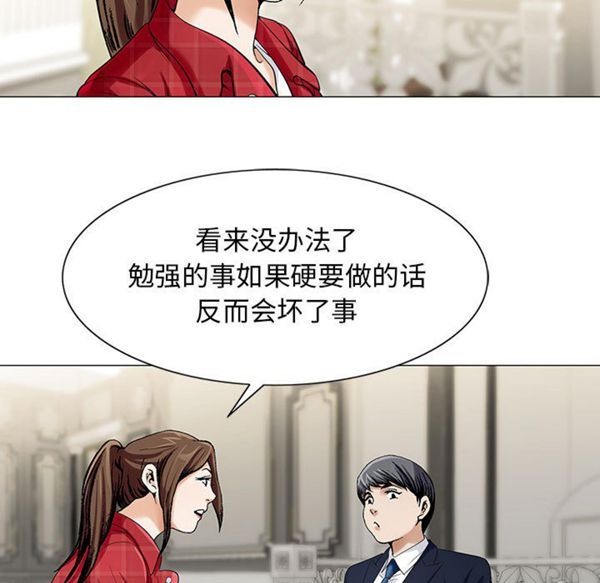 看来没办法了
勉强的事如果硬要做的话
反而会坏了事